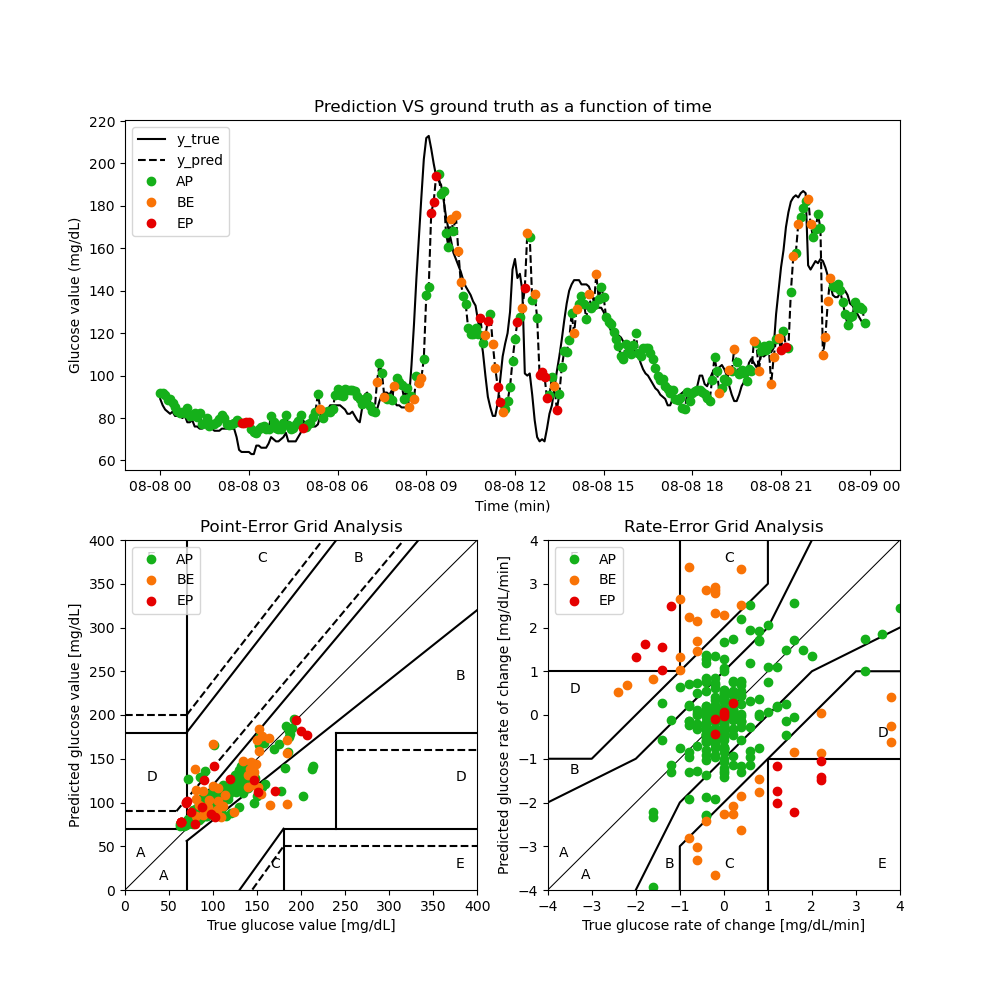 Prediction VS ground truth as a function of time
Glucose value (mg/dL)
220
200
180
160
140
120
100
80
60
y_true
y_pred
AP
BE
EP
08-08 00 08-08 03 08-08 06 08-08 09 08-08 12 08-08 15 08-08 18 08-08 21 08-09 00
Time (min)
Point-Error Grid Analysis
Predicted glucose value [mg/dL]
400
350
300
250
200
150
100
50
0
AP
BE
EP
C B
B
D D
A
A
C E
0 50 100 150 200 250 300 350 400
True glucose value [mg/dL]
Rate-Error Grid Analysis
Predicted glucose rate of change [mg/dL/min]
4
3
2
1
0
−1
−2
−3
−4
AP
BE
EP
C
D
D
B
A
A
B C E
−4 −3 −2 −1 0 1 2 3 4
True glucose rate of change [mg/dL/min]